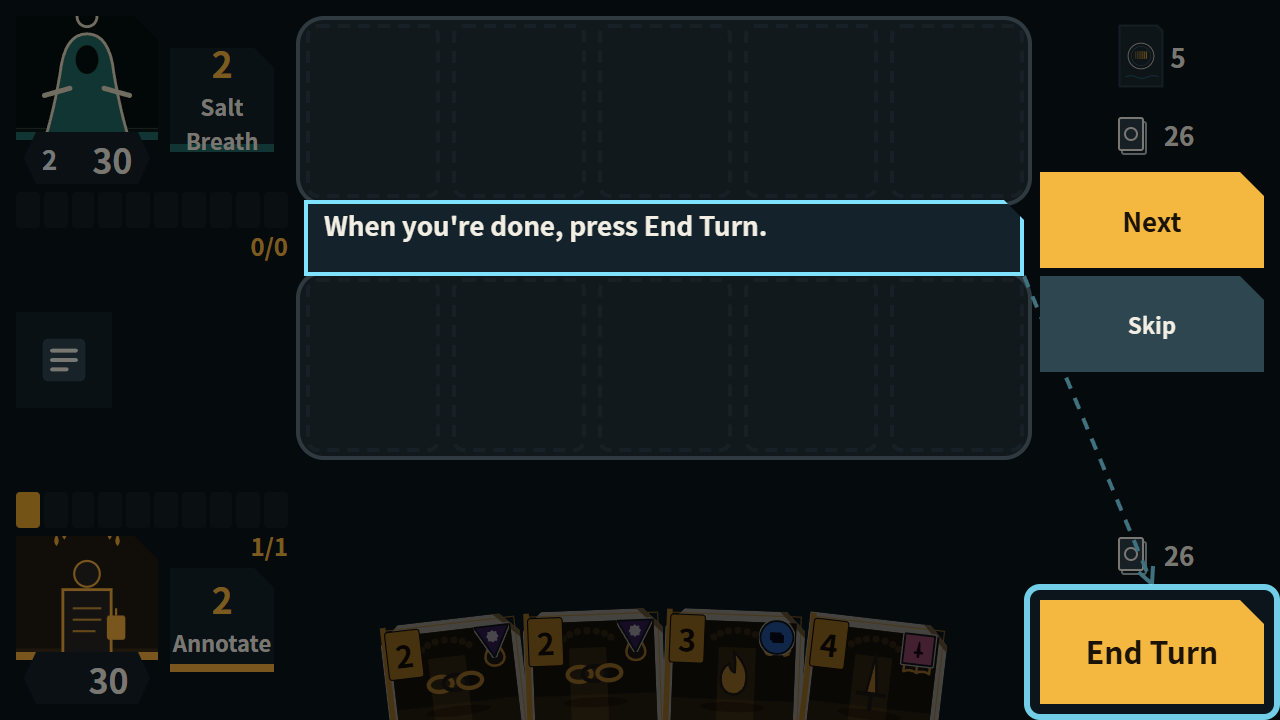 2
Salt
Breath
2 30
0/0
5
26
When you're done, press End Turn.
Next
Skip
1/1
2
Annotate
30
2
2
3
4
26
End Turn